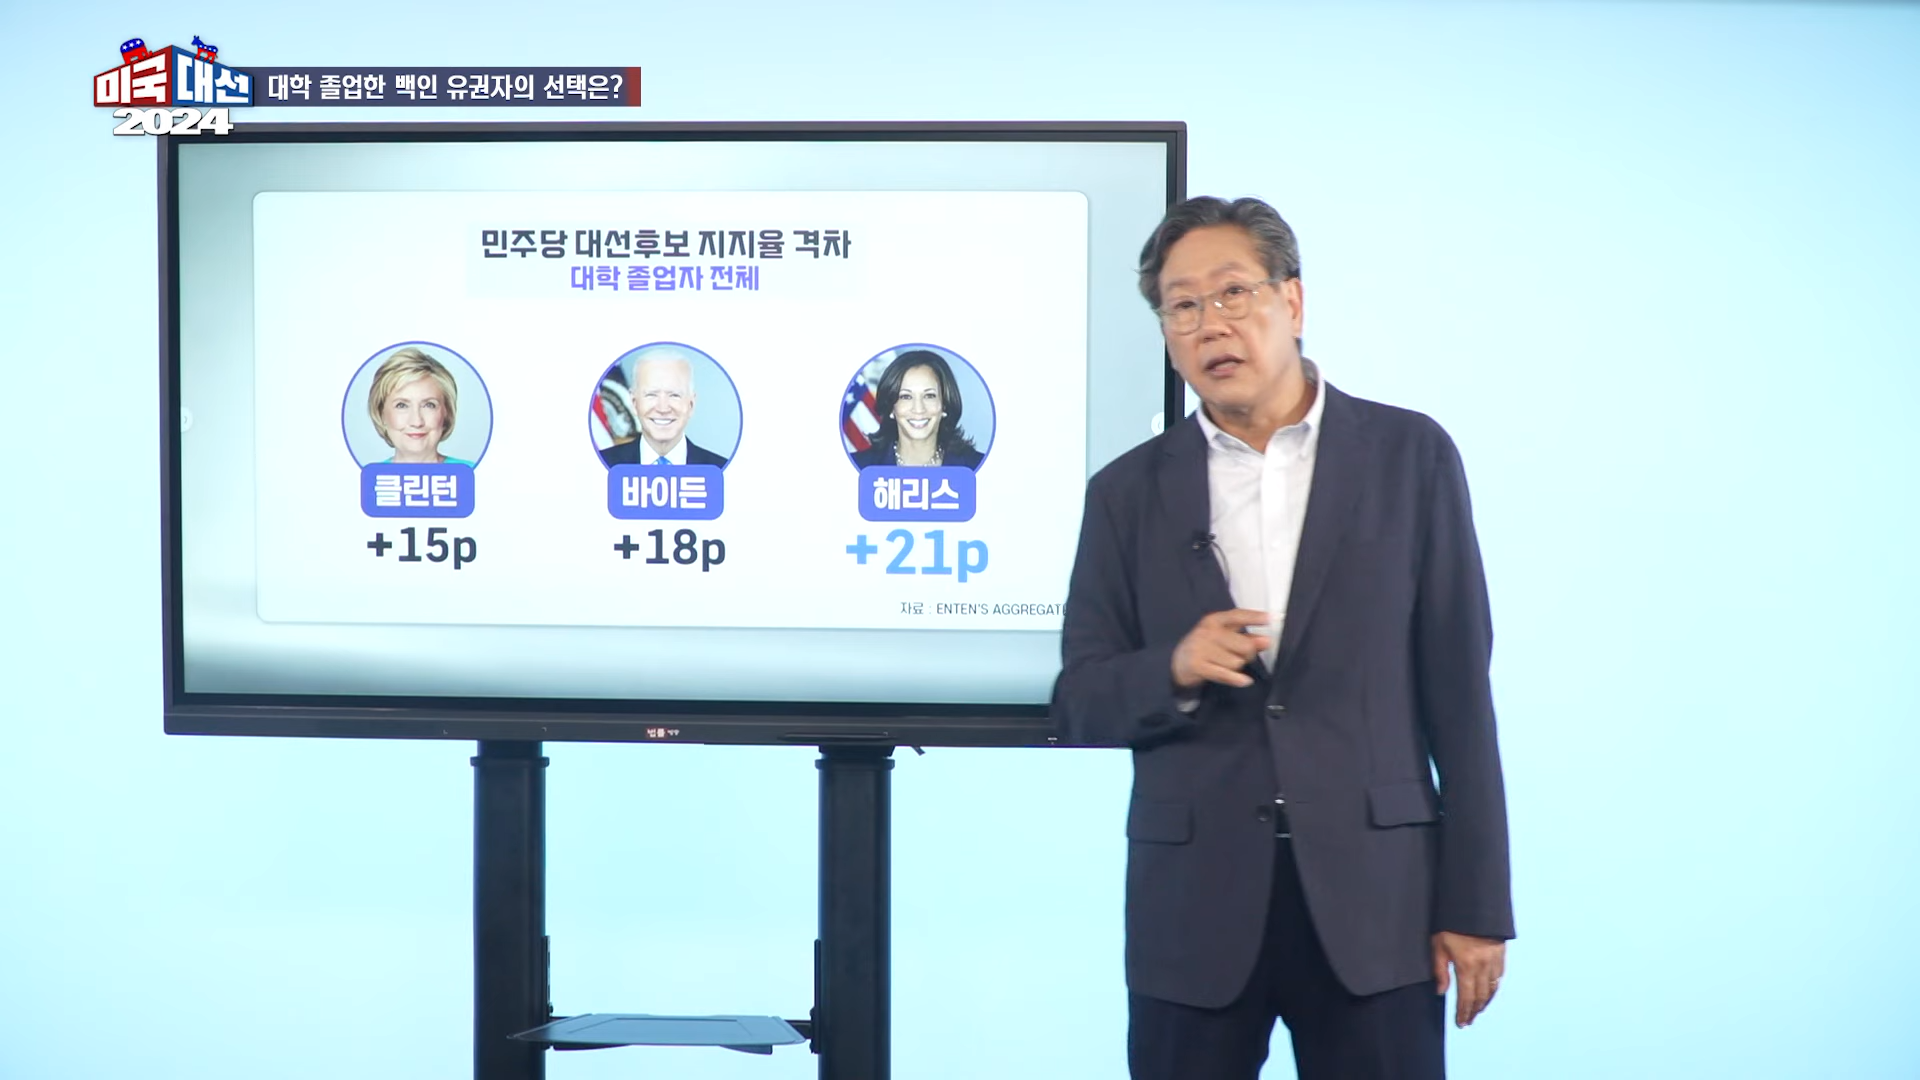 미국 대선
2024
대학 졸업한 백인 유권자의 선택은?
민주당 대선후보 지지율 격차
대학 졸업자 전체
클린턴
바이든
해리스
+15p
+18p
+21p
자료 : ENTEN'S AGGREGATE